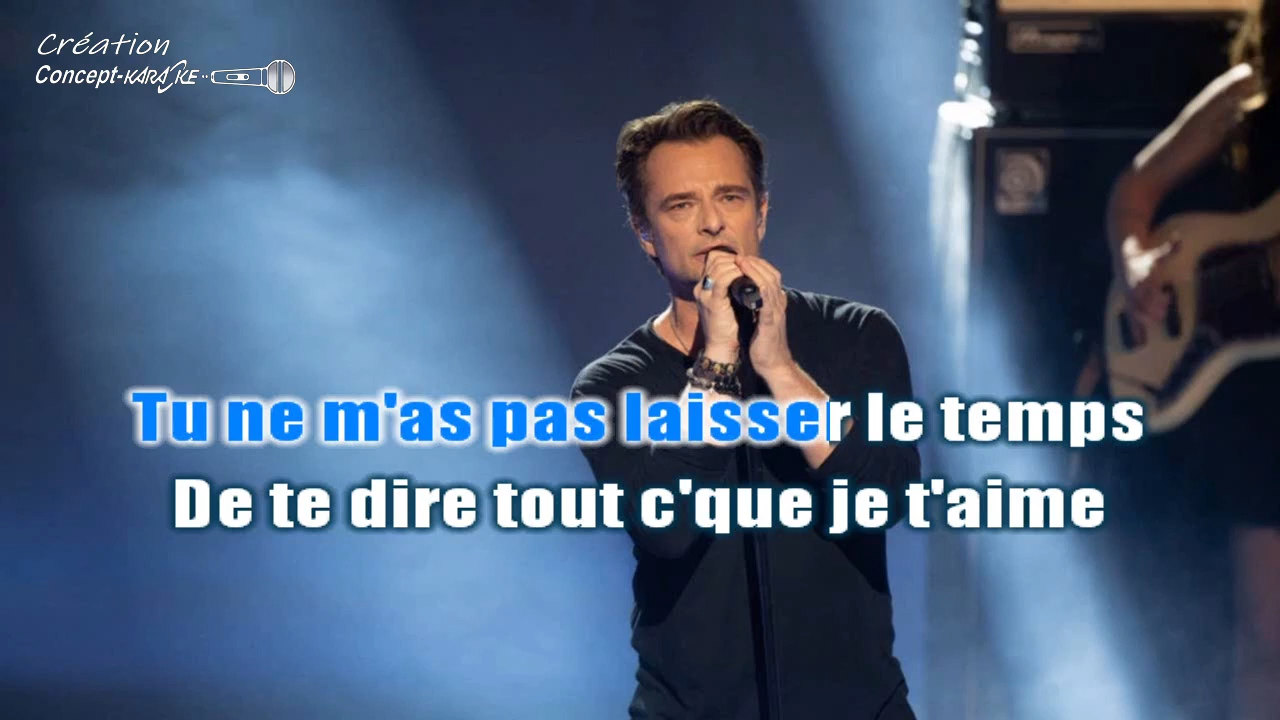 Création
Concept-KARAOKE
Tu ne m'as pas laisser le temps
De te dire tout c'que je t'aime